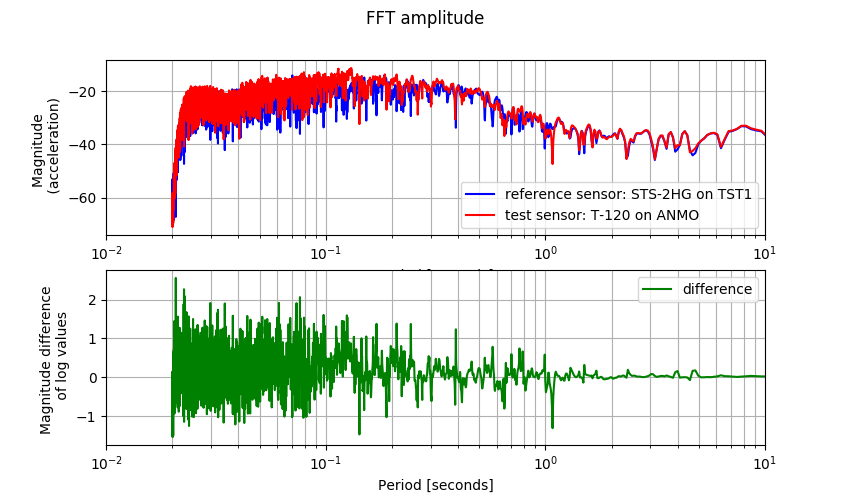 FFT amplitude
Magnitude
(acceleration)
−20
−40
−60
reference sensor: STS-2HG on TST1
test sensor: T-120 on ANMO
10⁻² 10⁻¹ 10⁰ 10¹
Magnitude difference
of log values
2
1
0
−1
difference
10⁻² 10⁻¹ 10⁰ 10¹
Period [seconds]